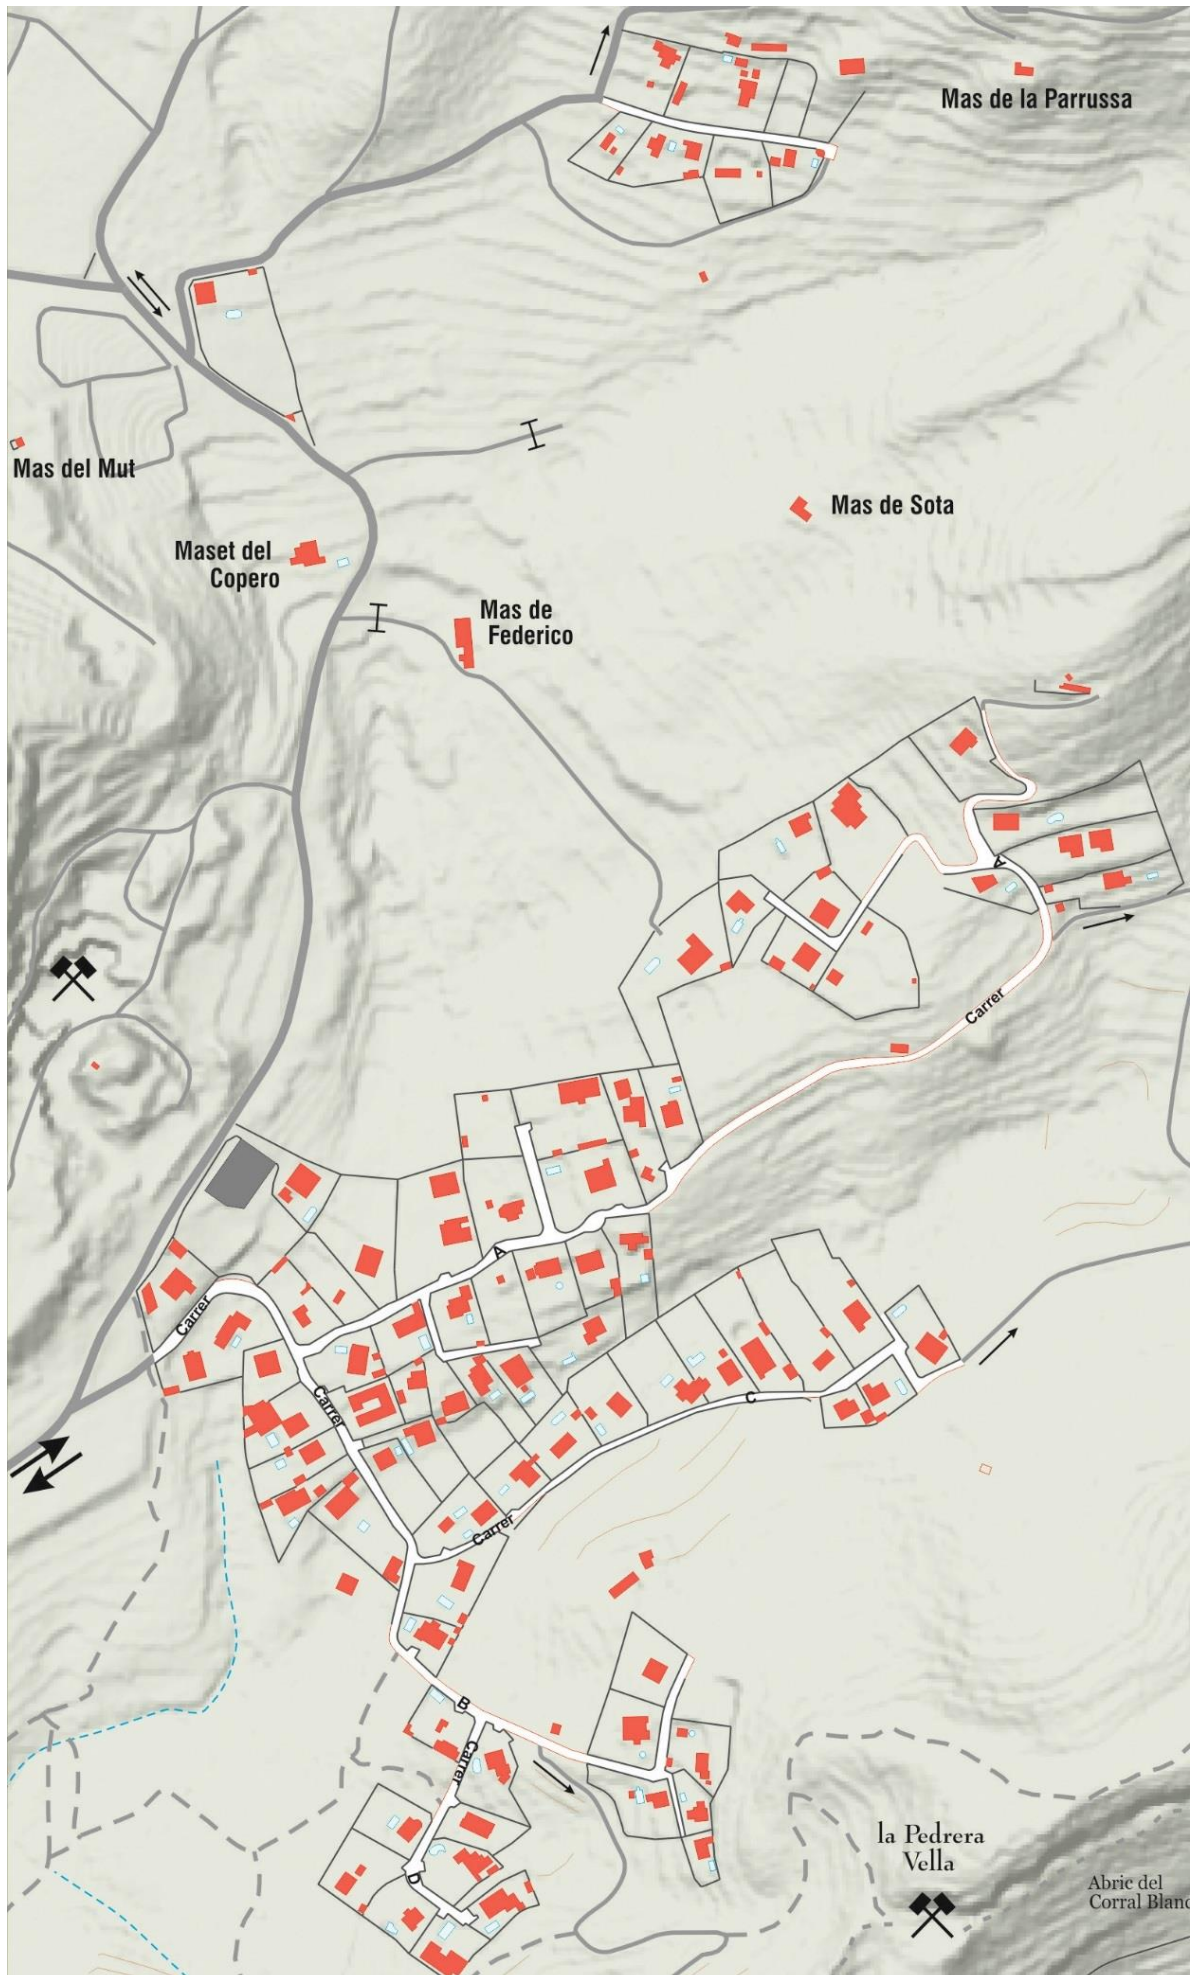 Mas de la Parrussa
Mas del Mut
Mas de Sota
Maset del
Copero
Mas de
Federico
A
Carrer
A
Carrer
Carrer
C
Carrer
B
Carrer
D
la Pedrera
Vella
Abric del
Corral Blanc